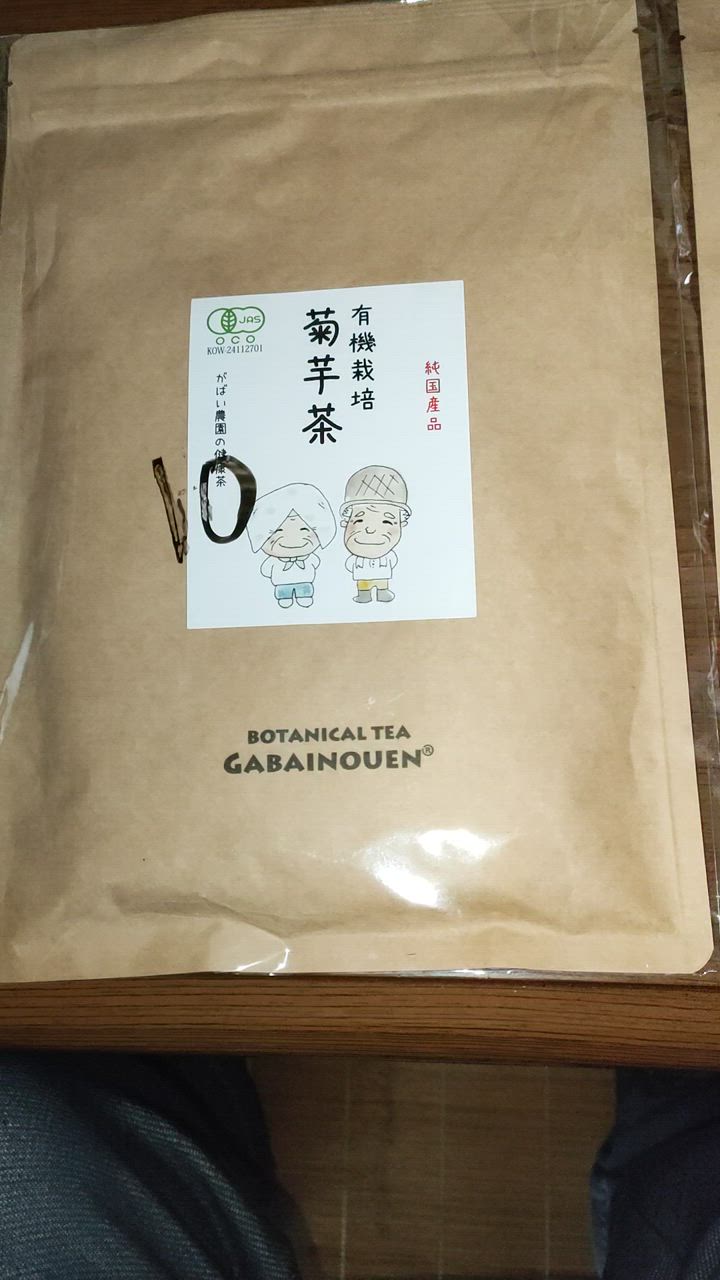 純国産品
有機栽培
菊芋茶
JAS
OCO
KOW-24112701
がばい農園の健康茶
10
BOTANICAL TEA
GABAINOUEN®